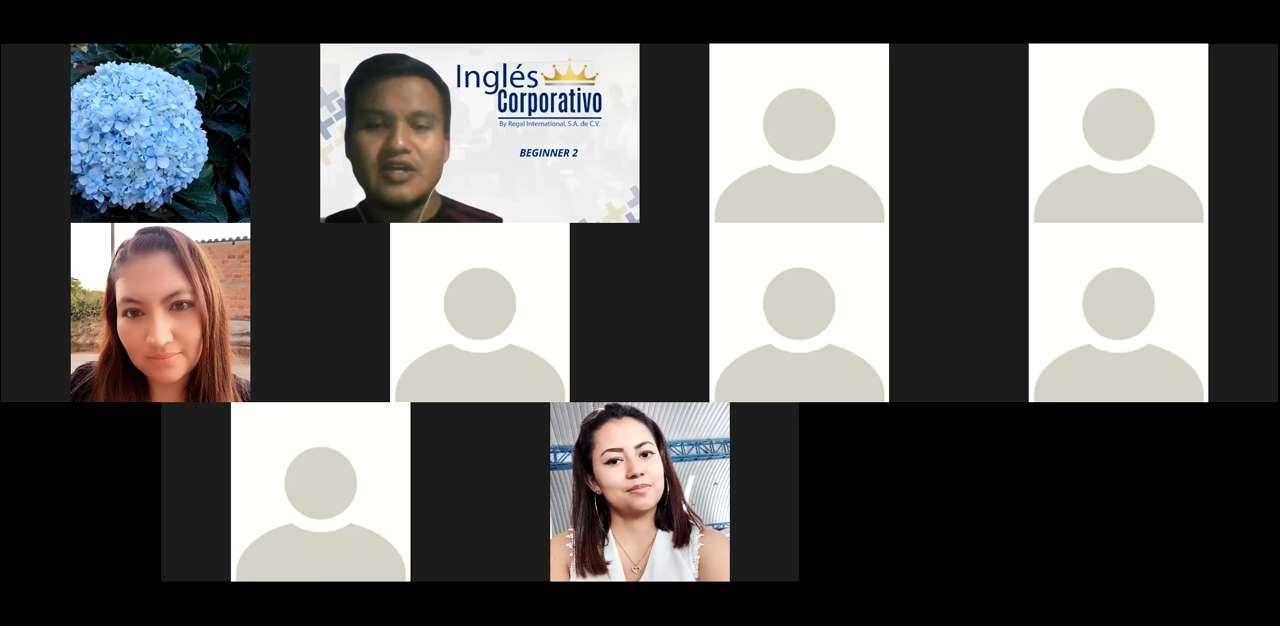 Inglés
Corporativo
By Regal International, S.A. de C.V.
BEGINNER 2